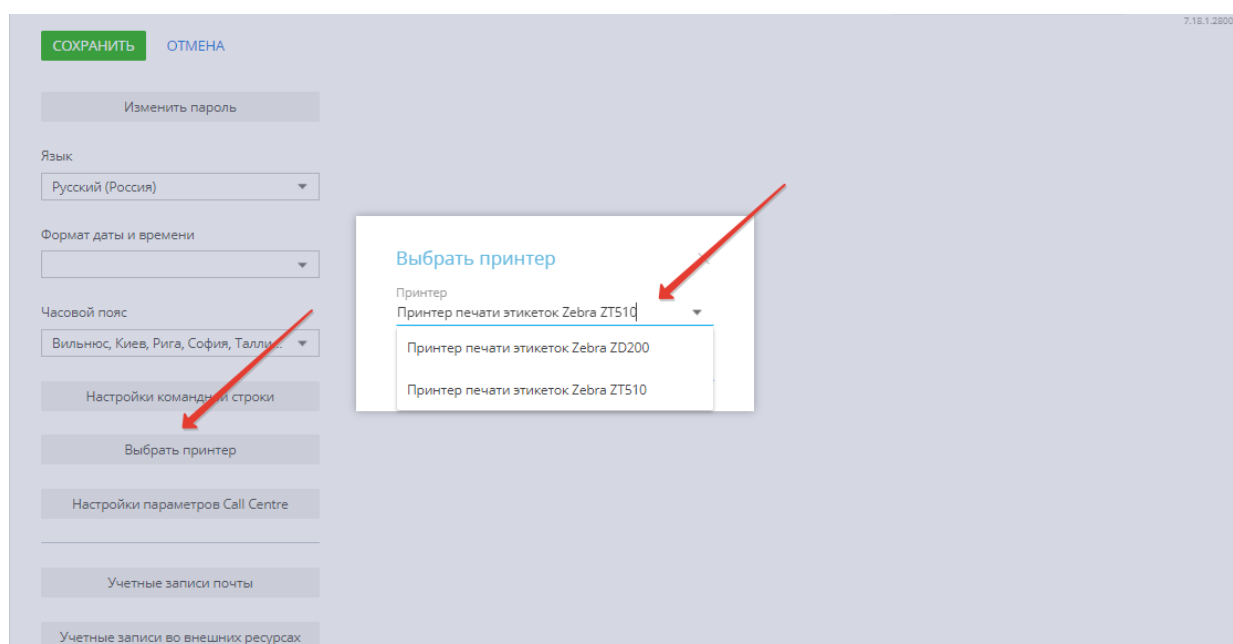 7.18.1.2800
СОХРАНИТЬ ОТМЕНА
Изменить пароль
Язык
Русский (Россия)
Формат даты и времени
Часовой пояс
Вильнюс, Киев, Рига, София, Талли...
Настройки командной строки
Выбрать принтер
Настройки параметров Call Centre
Учетные записи почты
Учетные записи во внешних ресурсах
Выбрать принтер
Принтер
Принтер печати этикеток Zebra ZT510
Принтер печати этикеток Zebra ZD200
Принтер печати этикеток Zebra ZT510